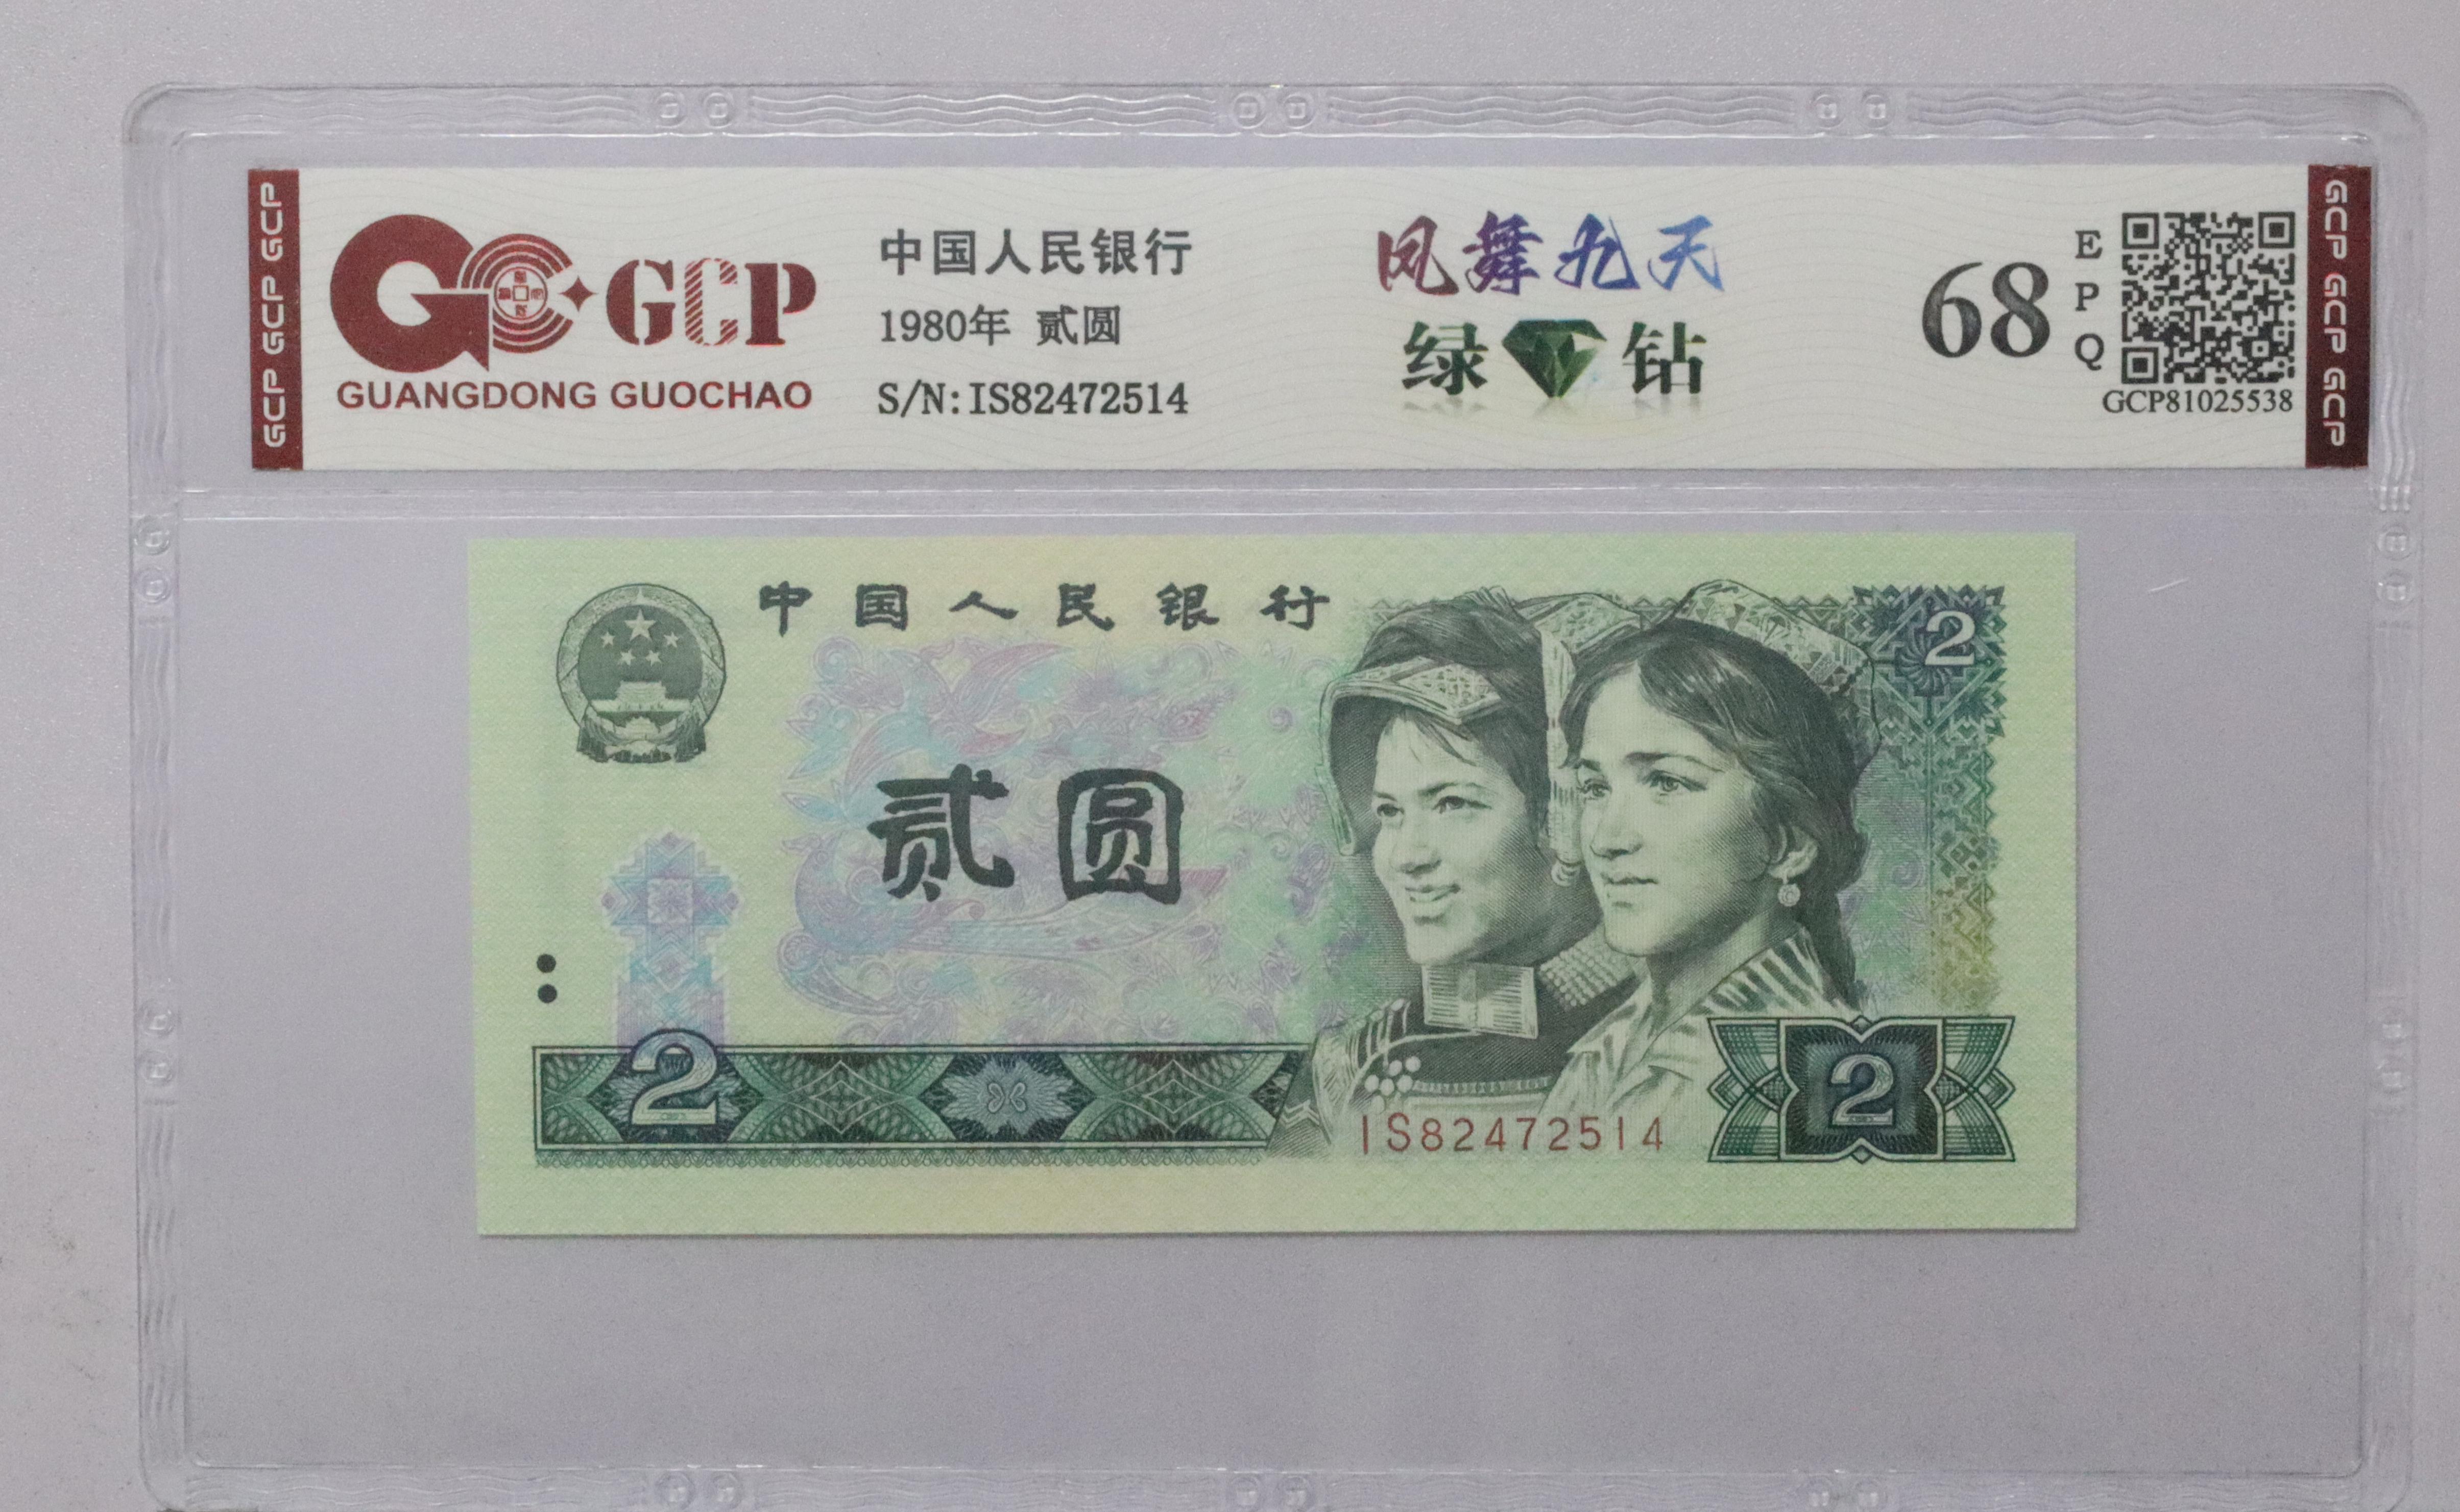 GCP GCP GCP
GCP
GUANGDONG GUOCHAO
中国人民银行
1980年 贰圆
S/N:IS82472514
凤舞九天
绿钻
68
E
P
Q
GCP81025538
GCP GCP GCP
中国人民银行
2
贰圆
2
IS82472514
2